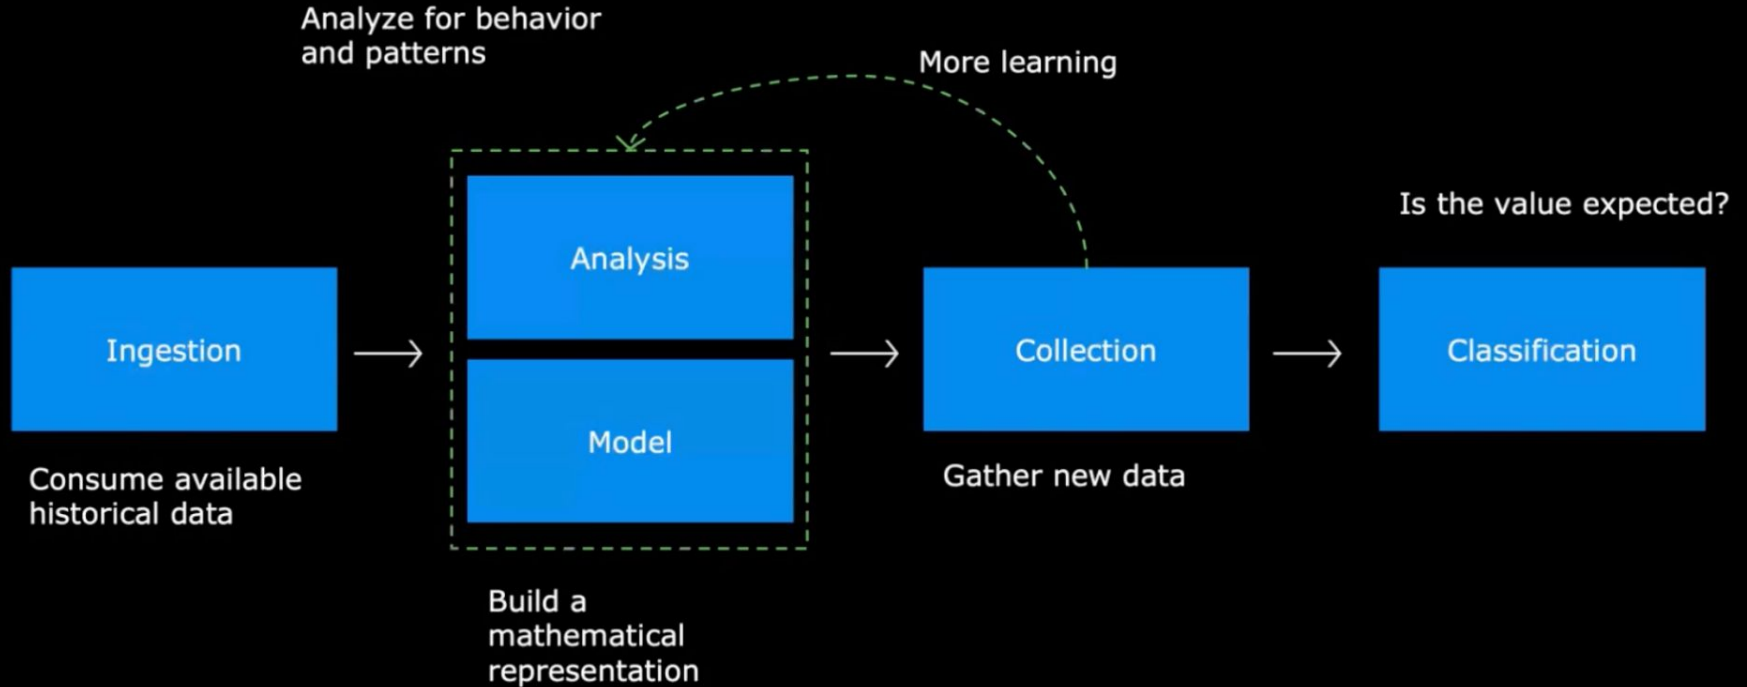 Analyze for behavior
and patterns
More learning
Is the value expected?
Analysis
Ingestion
Collection
Classification
Model
Consume available
historical data
Gather new data
Build a
mathematical
representation